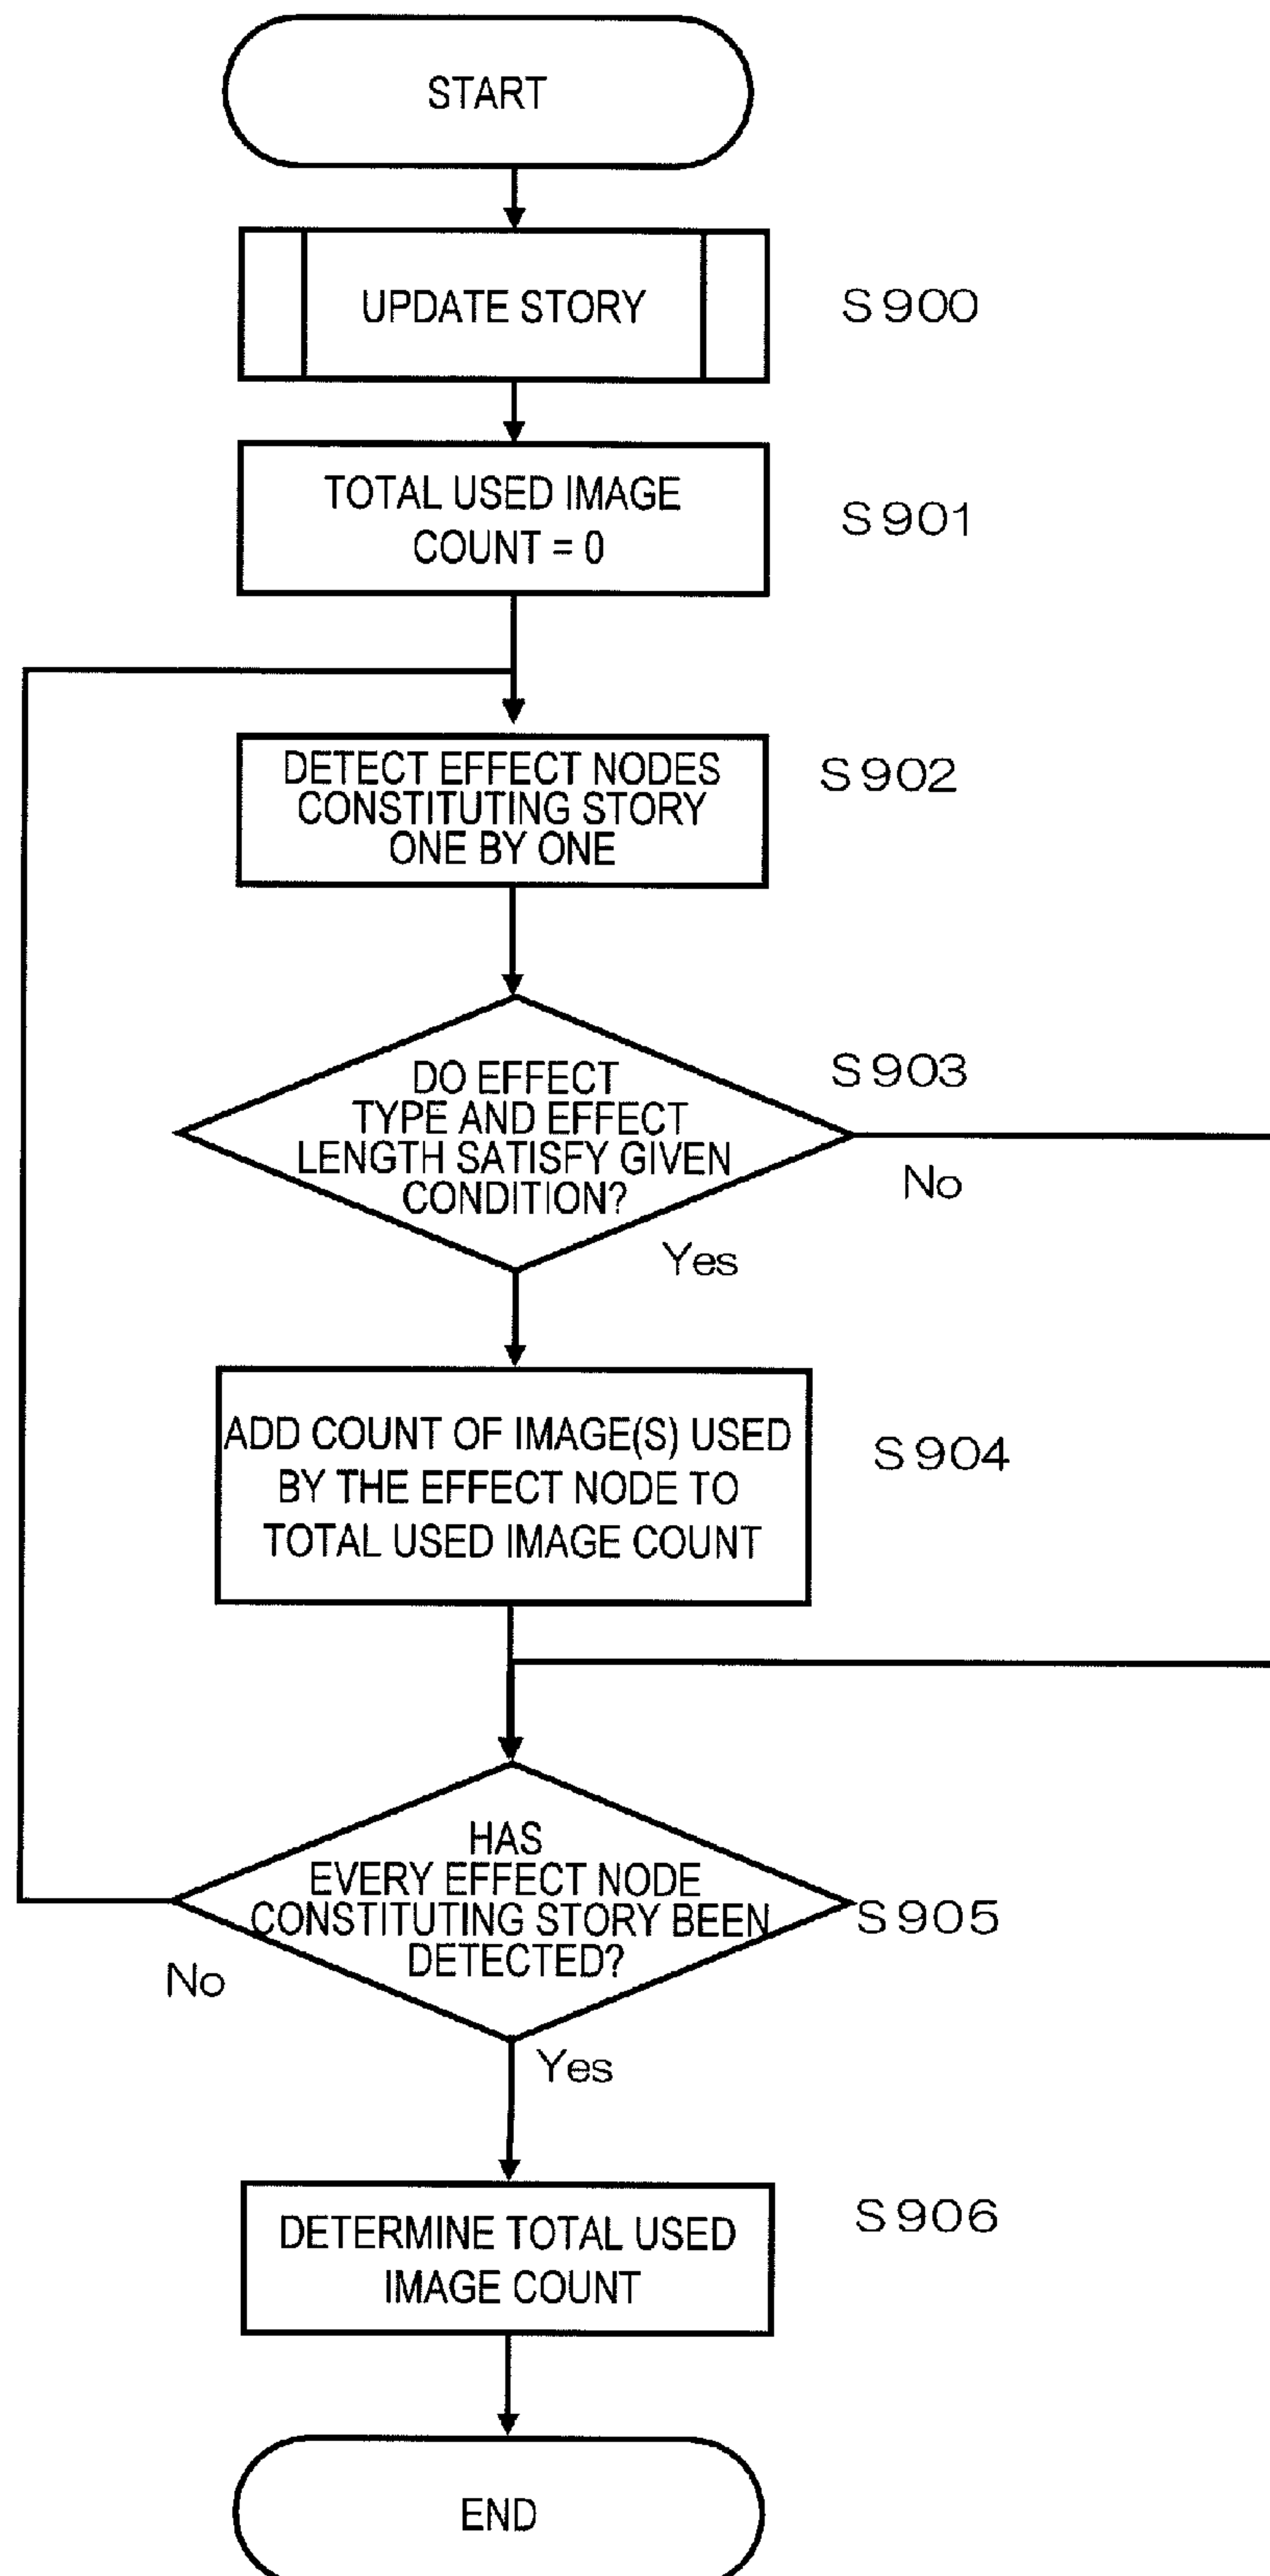 START
UPDATE STORY
S900
TOTAL USED IMAGE
COUNT = 0
S901
DETECT EFFECT NODES
CONSTITUTING STORY
ONE BY ONE
S902
DO EFFECT
TYPE AND EFFECT
LENGTH SATISFY GIVEN
CONDITION?
S903
No
Yes
ADD COUNT OF IMAGE(S) USED
BY THE EFFECT NODE TO
TOTAL USED IMAGE COUNT
S904
HAS
EVERY EFFECT NODE
CONSTITUTING STORY BEEN
DETECTED?
S905
No
Yes
DETERMINE TOTAL USED
IMAGE COUNT
S906
END